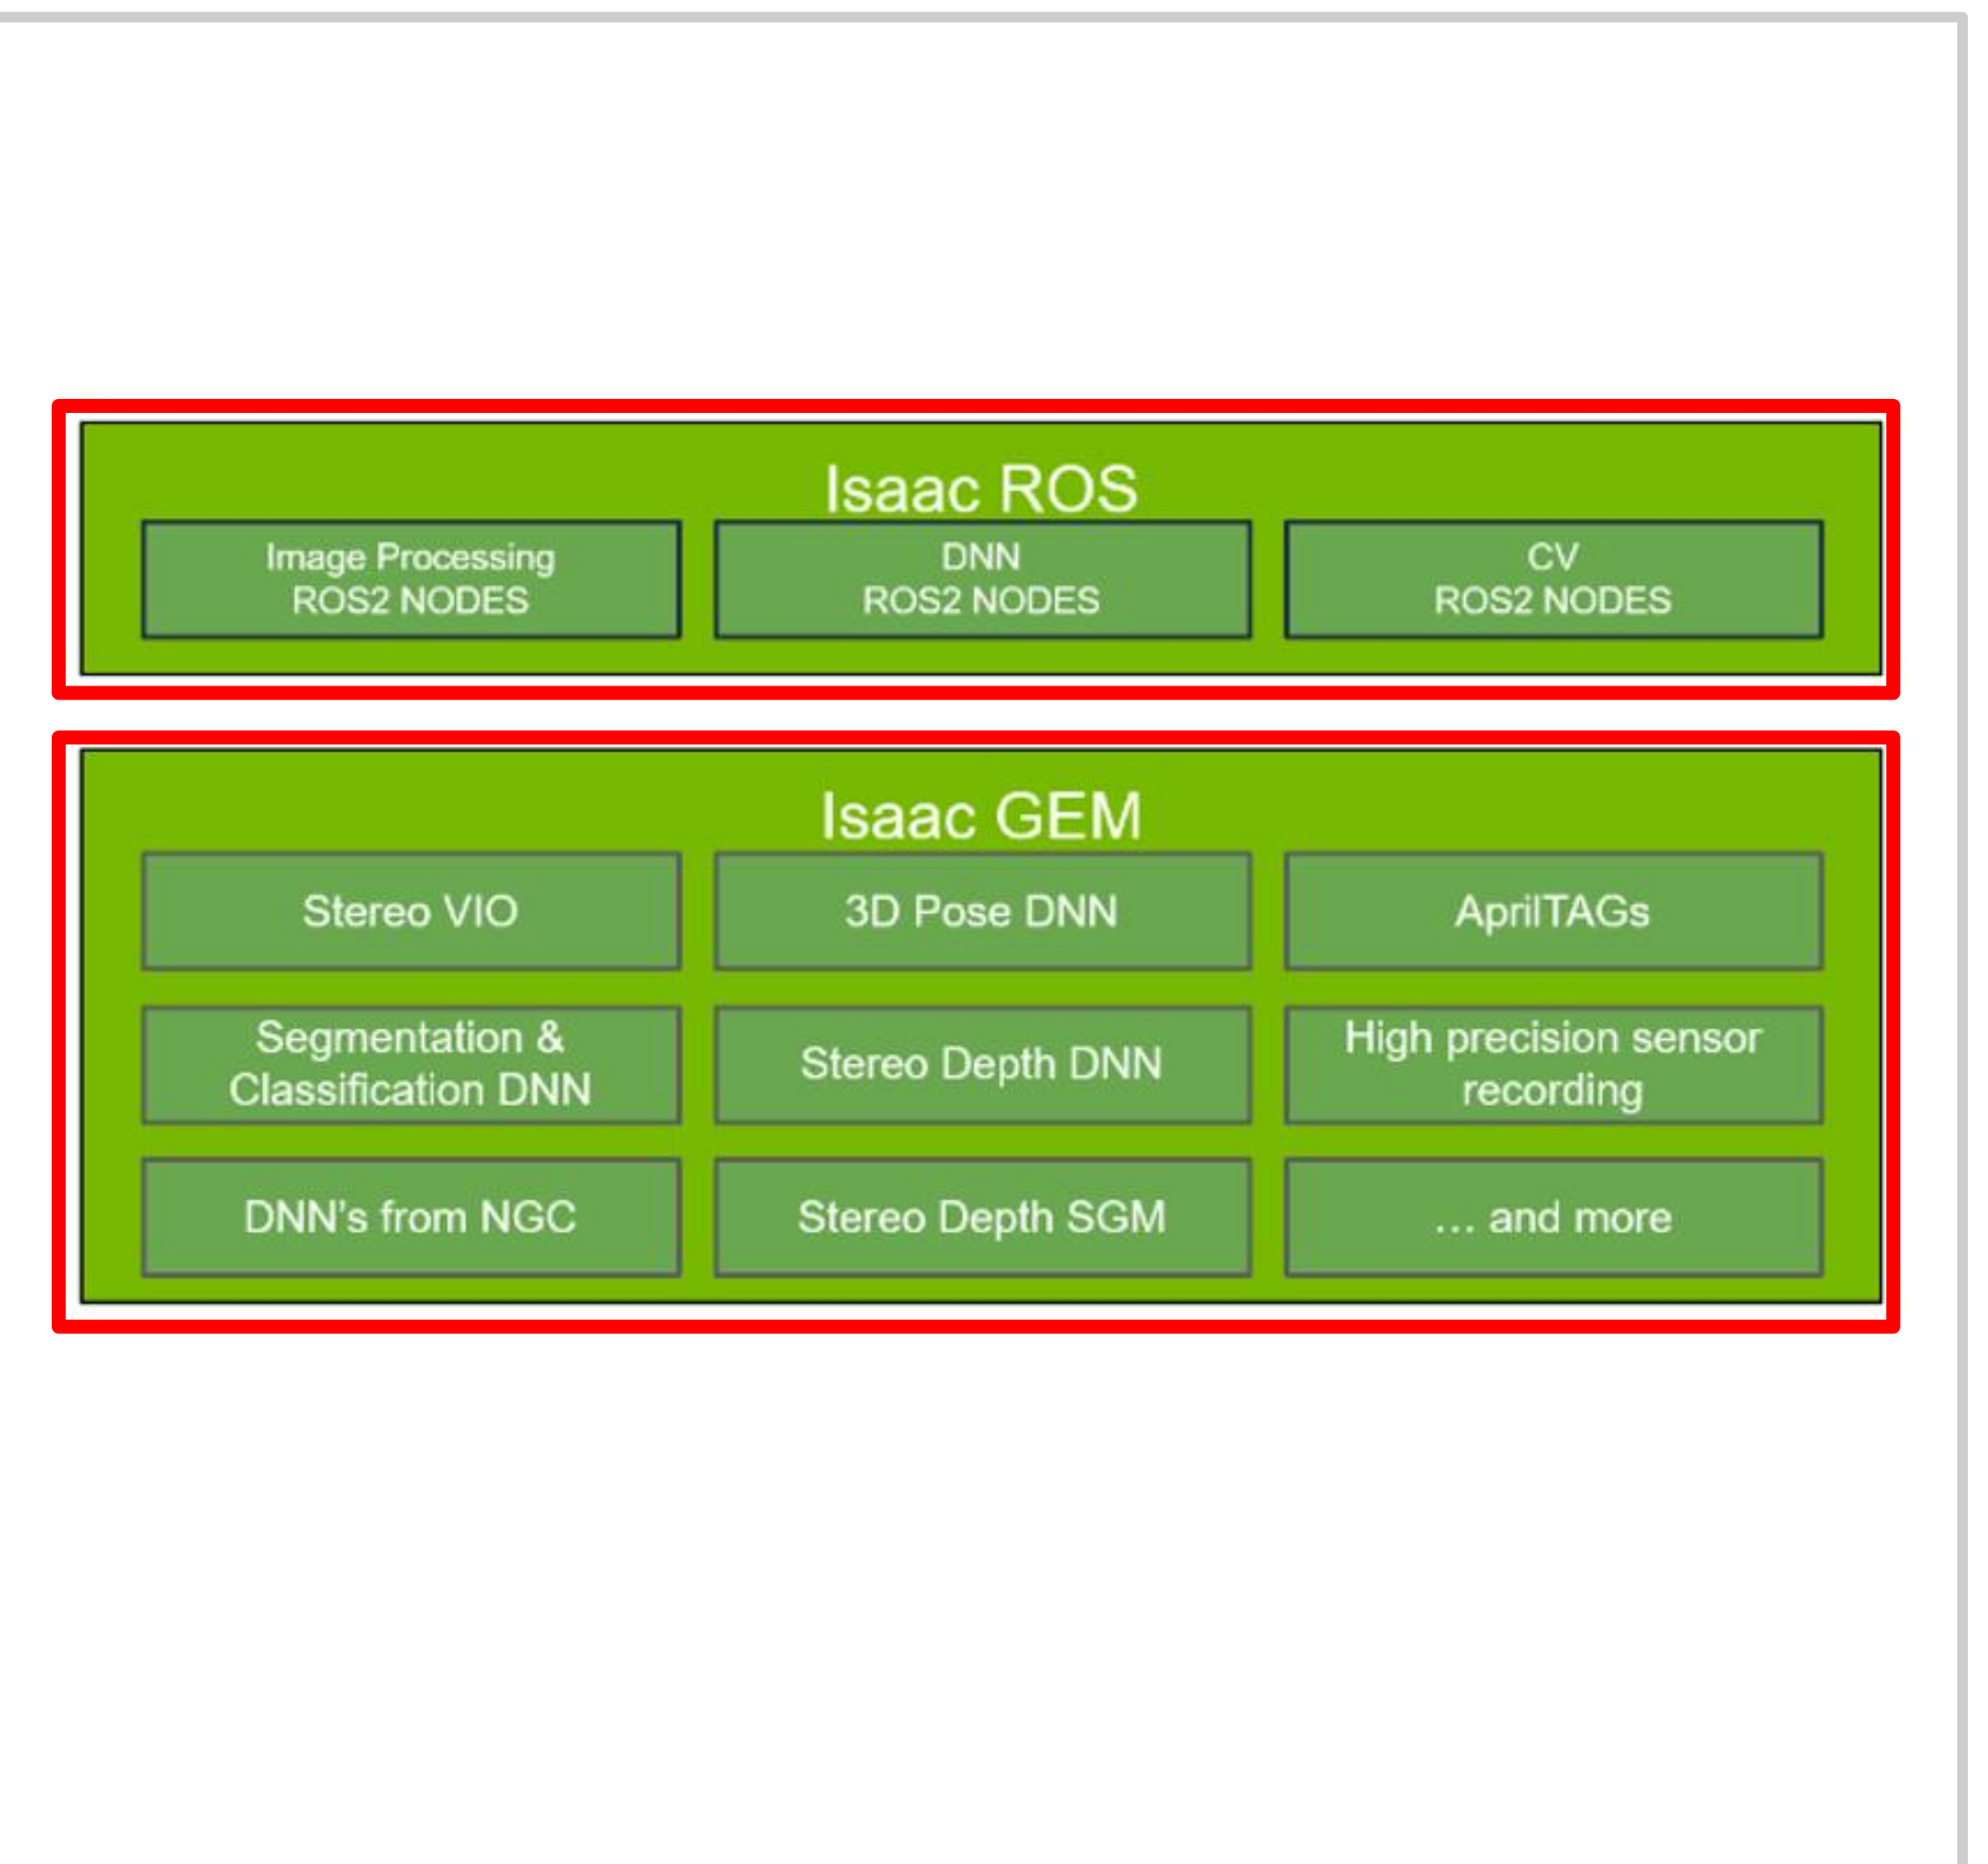 Isaac ROS
Image Processing
ROS2 NODES
DNN
ROS2 NODES
CV
ROS2 NODES
Isaac GEM
Stereo VIO
3D Pose DNN
AprilTAGs
Segmentation &
Classification DNN
Stereo Depth DNN
High precision sensor
recording
DNN's from NGC
Stereo Depth SGM
... and more